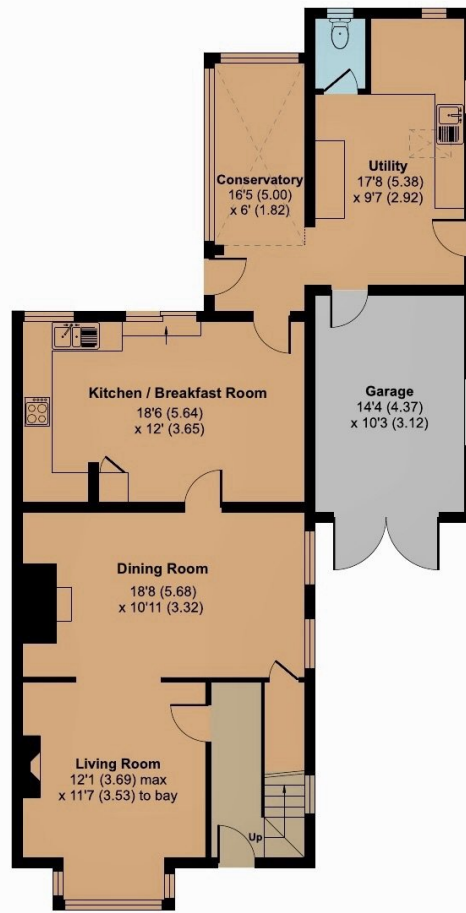 Conservatory
16'5 (5.00)
x 6' (1.82)
Utility
17'8 (5.38)
x 9'7 (2.92)
Kitchen / Breakfast Room
18'6 (5.64)
x 12' (3.65)
Garage
14'4 (4.37)
x 10'3 (3.12)
Dining Room
18'8 (5.68)
x 10'11 (3.32)
Living Room
12'1 (3.69) max
x 11'7 (3.53) to bay
Up